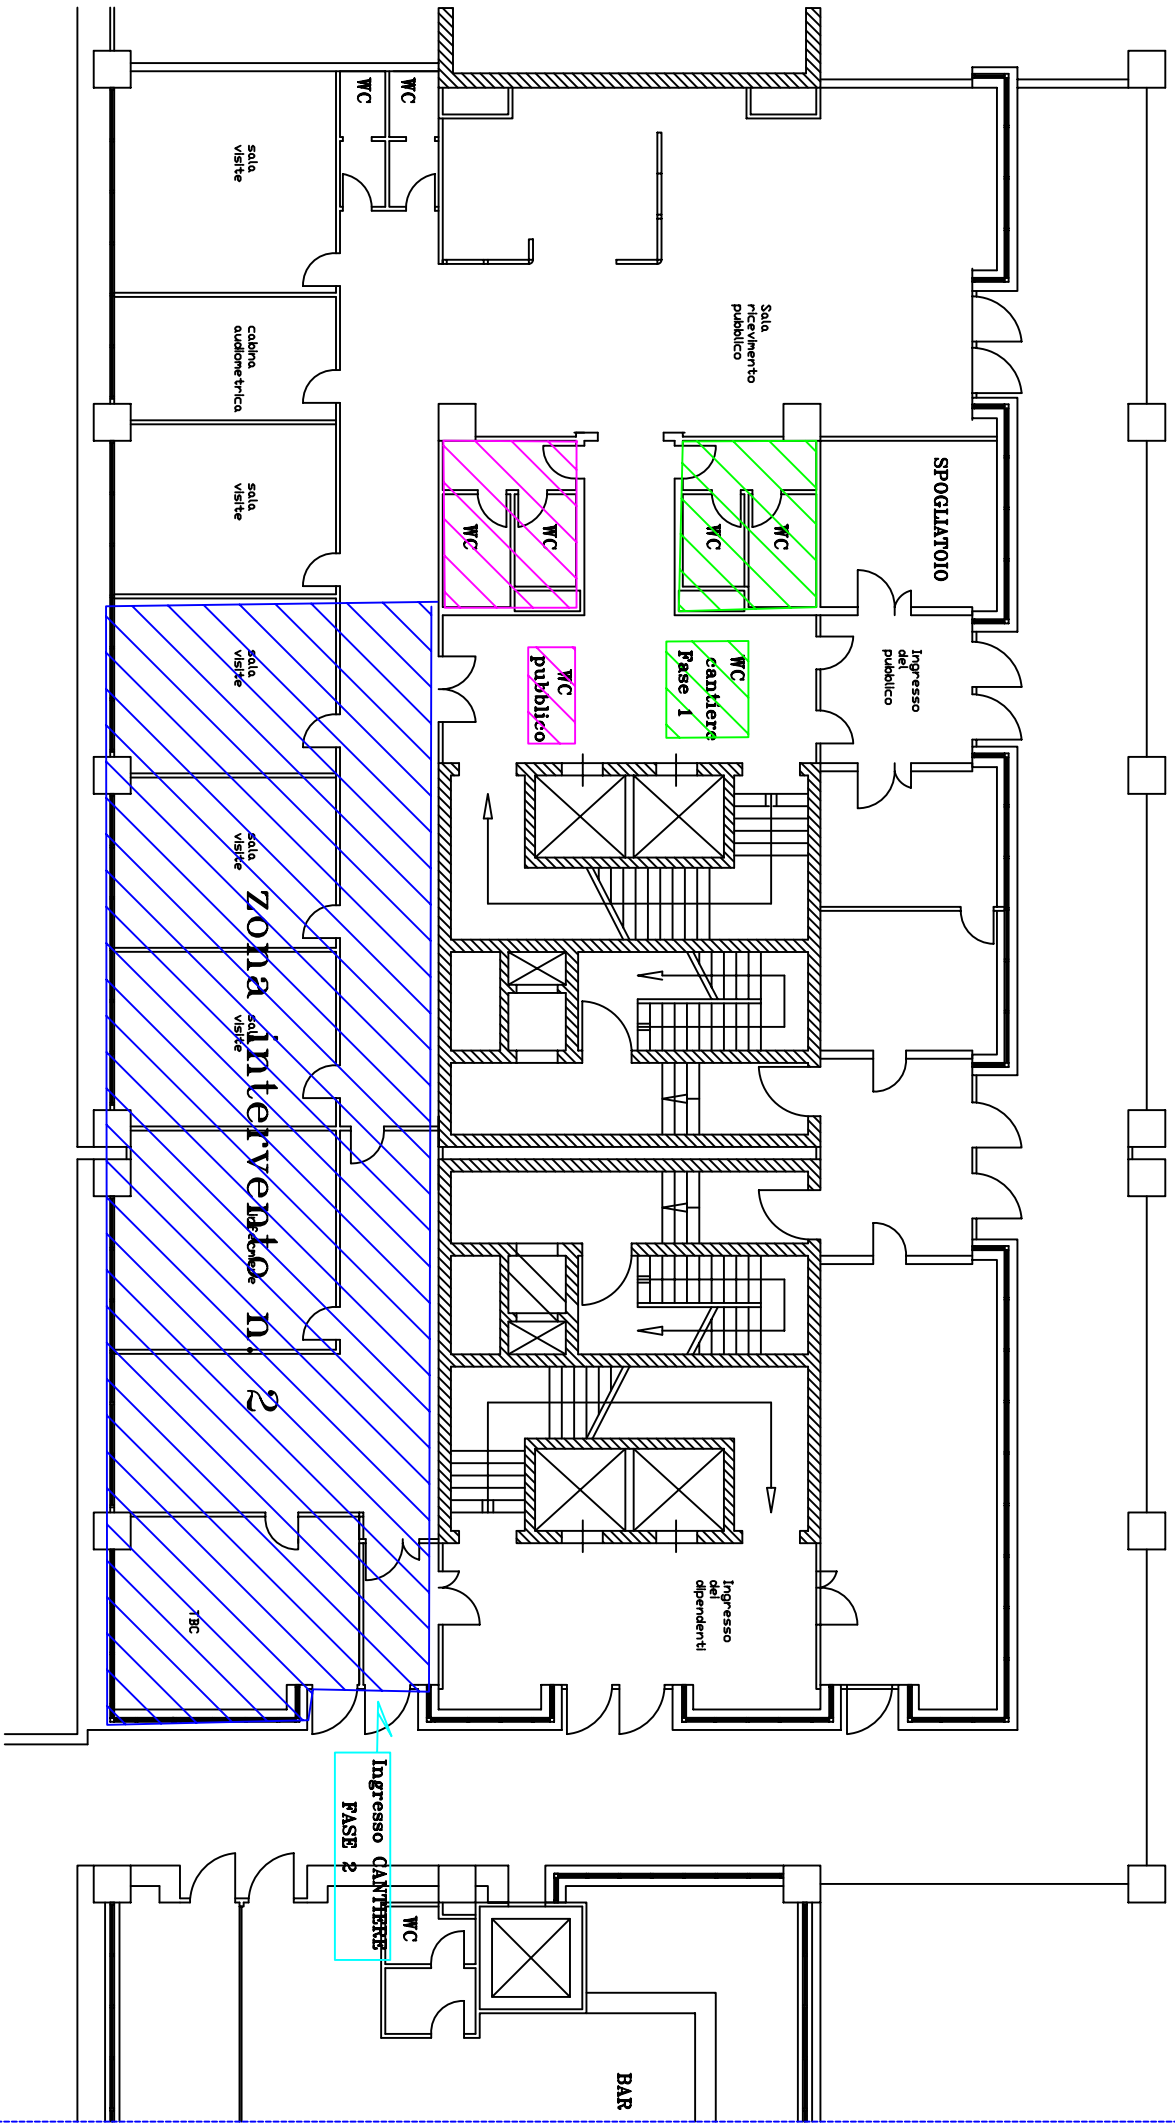 WC
WC
sala
visite
Sala
ricevimento
pubblico
cabina
audiometrica
sala
visite
SPOGLIATOIO
WC
WC
WC
WC
Ingresso
del
pubblico
WC
cantiere
Fase 1
WC
pubblico
sala
visite
sala
visite
sala
visite
zona intervento n. 2
Ingresso
dei
dipendenti
TBC
Ingresso CANTIERE
FASE 2
WC
BAR